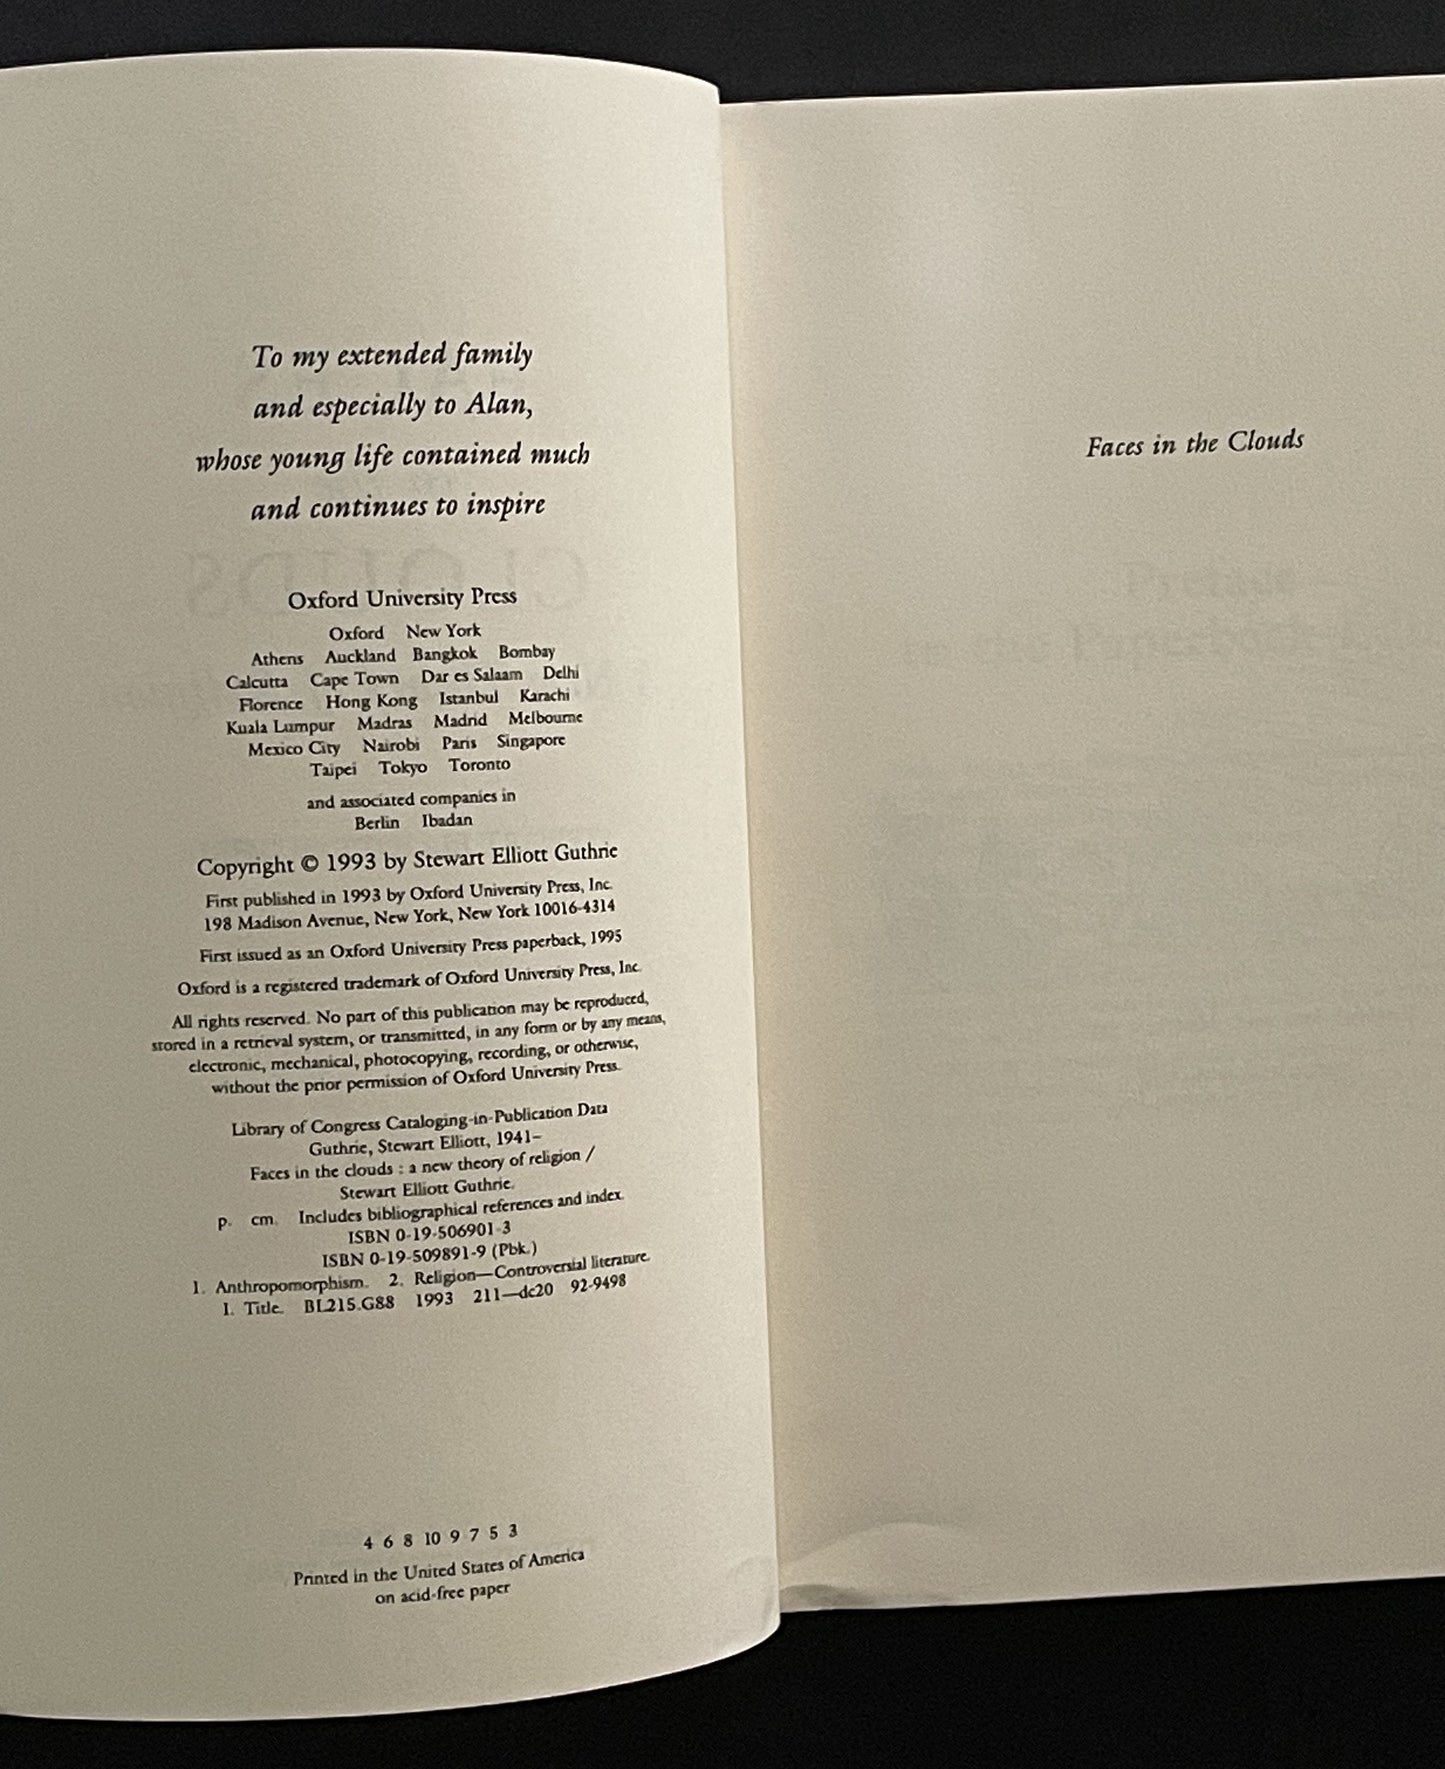 To my extended family
and especially to Alan,
whose young life contained much
and continues to inspire
Oxford University Press
Oxford New York
Athens Auckland Bangkok Bombay
Calcutta Cape Town Dar es Salaam Delhi
Florence Hong Kong Istanbul Karachi
Kuala Lumpur Madras Madrid Melbourne
Mexico City Nairobi Paris Singapore
Taipei Tokyo Toronto
and associated companies in
Berlin Ibadan
Copyright © 1993 by Stewart Elliott Guthrie
First published in 1993 by Oxford University Press, Inc.
198 Madison Avenue, New York, New York 10016-4314
First issued as an Oxford University Press paperback, 1995
Oxford is a registered trademark of Oxford University Press, Inc.
All rights reserved. No part of this publication may be reproduced,
stored in a retrieval system, or transmitted, in any form or by any means,
electronic, mechanical, photocopying, recording, or otherwise,
without the prior permission of Oxford University Press.
Library of Congress Cataloging-in-Publication Data
Guthrie, Stewart Elliott, 1941–
Faces in the clouds : a new theory of religion /
Stewart Elliott Guthrie.
p. cm. Includes bibliographical references and index.
ISBN 0-19-506901-3
ISBN 0-19-509891-9 (Pbk.)
1. Anthropomorphism. 2. Religion—Controversial literature.
I. Title. BL215.G88 1993 211—dc20 92-9498
4 6 8 10 9 7 5 3
Printed in the United States of America
on acid-free paper
Faces in the Clouds